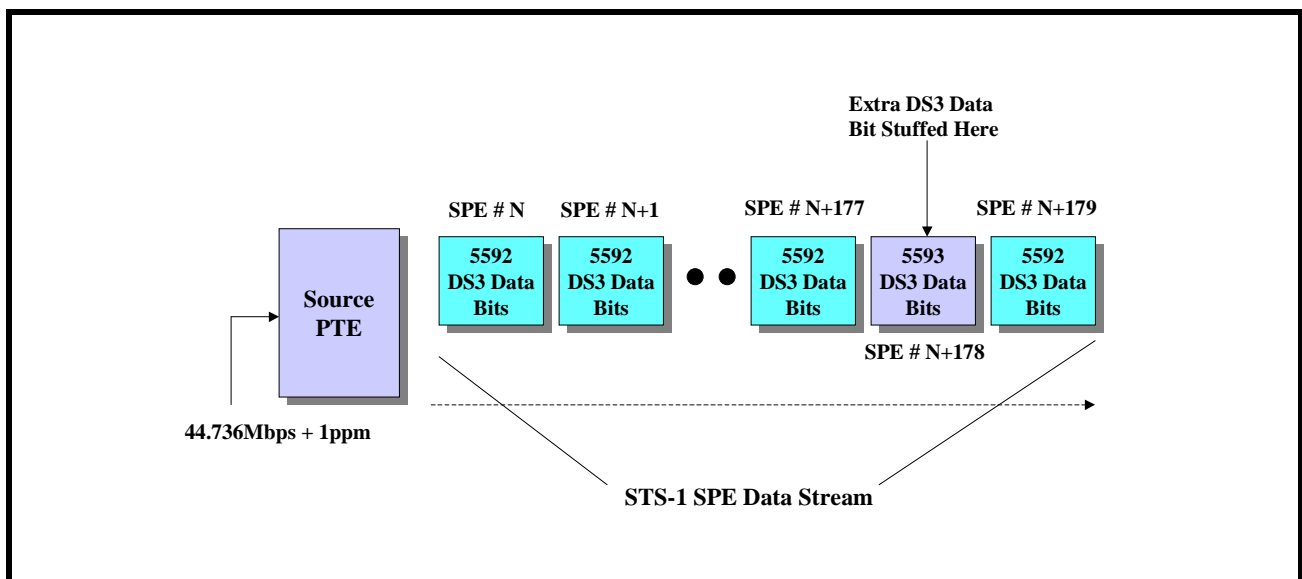 Extra DS3 Data
Bit Stuffed Here
SPE # N
SPE # N+1
SPE # N+177
SPE # N+179
Source
PTE
5592
DS3 Data
Bits
5592
DS3 Data
Bits
5592
DS3 Data
Bits
5593
DS3 Data
Bits
5592
DS3 Data
Bits
SPE # N+178
44.736Mbps + 1ppm
STS-1 SPE Data Stream